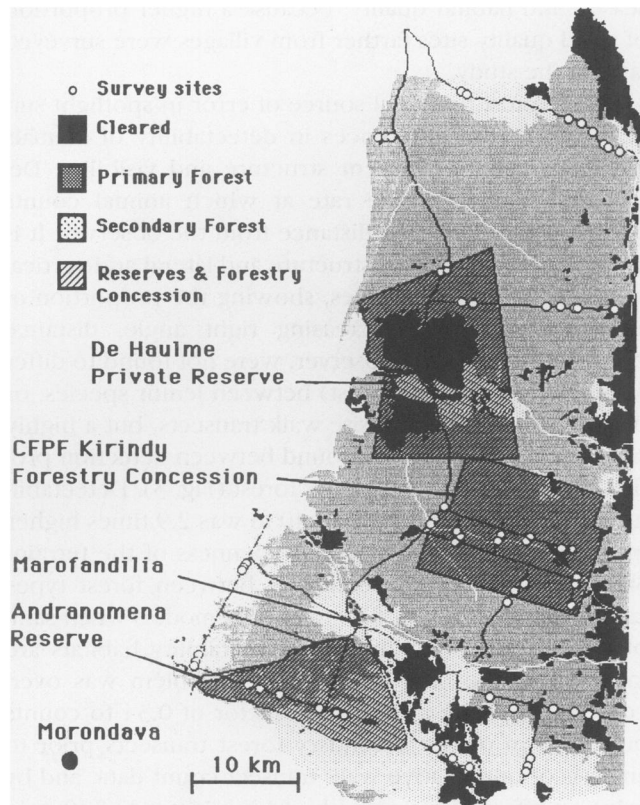 Survey sites
Cleared
Primary Forest
Secondary Forest
Reserves & Forestry
Concession
De Haulme
Private Reserve
CFPF Kirindy
Forestry Concession
Marofandilia
Andranomena
Reserve
Morondava
10 km